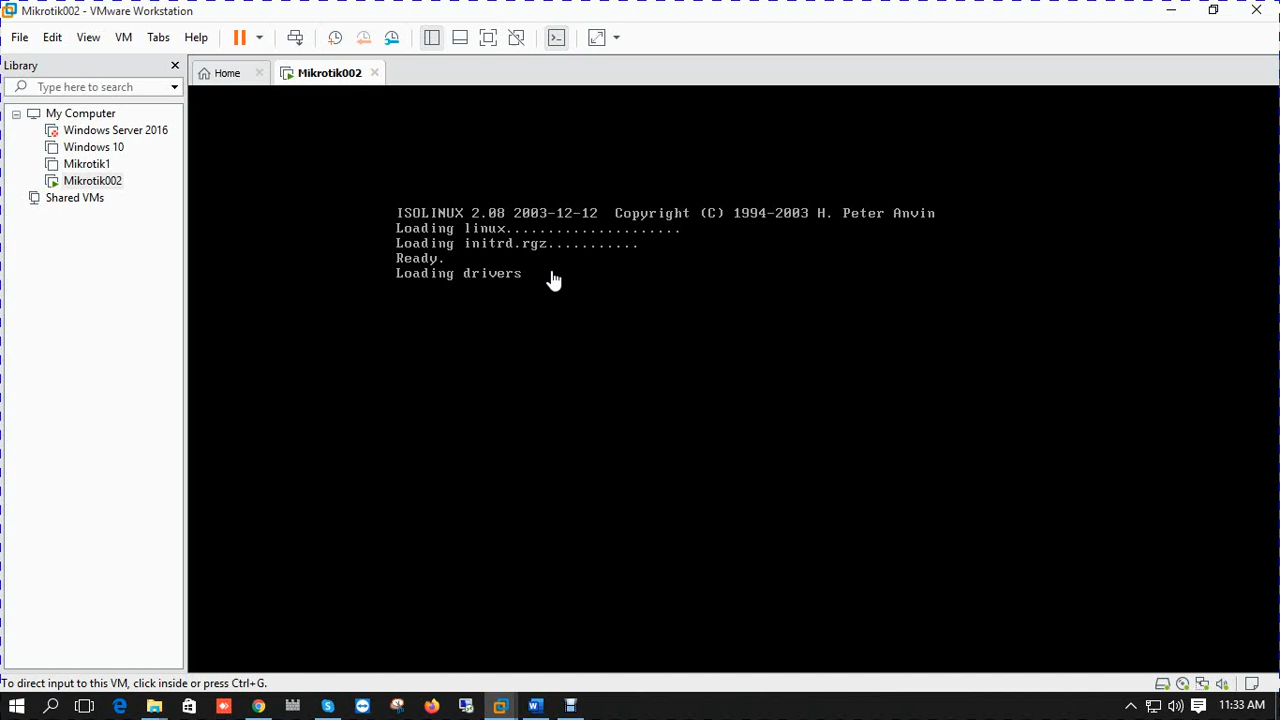 Mikrotik002 - VMware Workstation
File Edit View VM Tabs Help
Library
Type here to search
Home
Mikrotik002
My Computer
Windows Server 2016
Windows 10
Mikrotik1
Mikrotik002
Shared VMs
ISOLINUX 2.08 2003-12-12 Copyright (C) 1994-2003 H. Peter Anvin
Loading linux.....................
Loading initrd.rgz...........
Ready.
Loading drivers
To direct input to this VM, click inside or press Ctrl+G.
11:33 AM